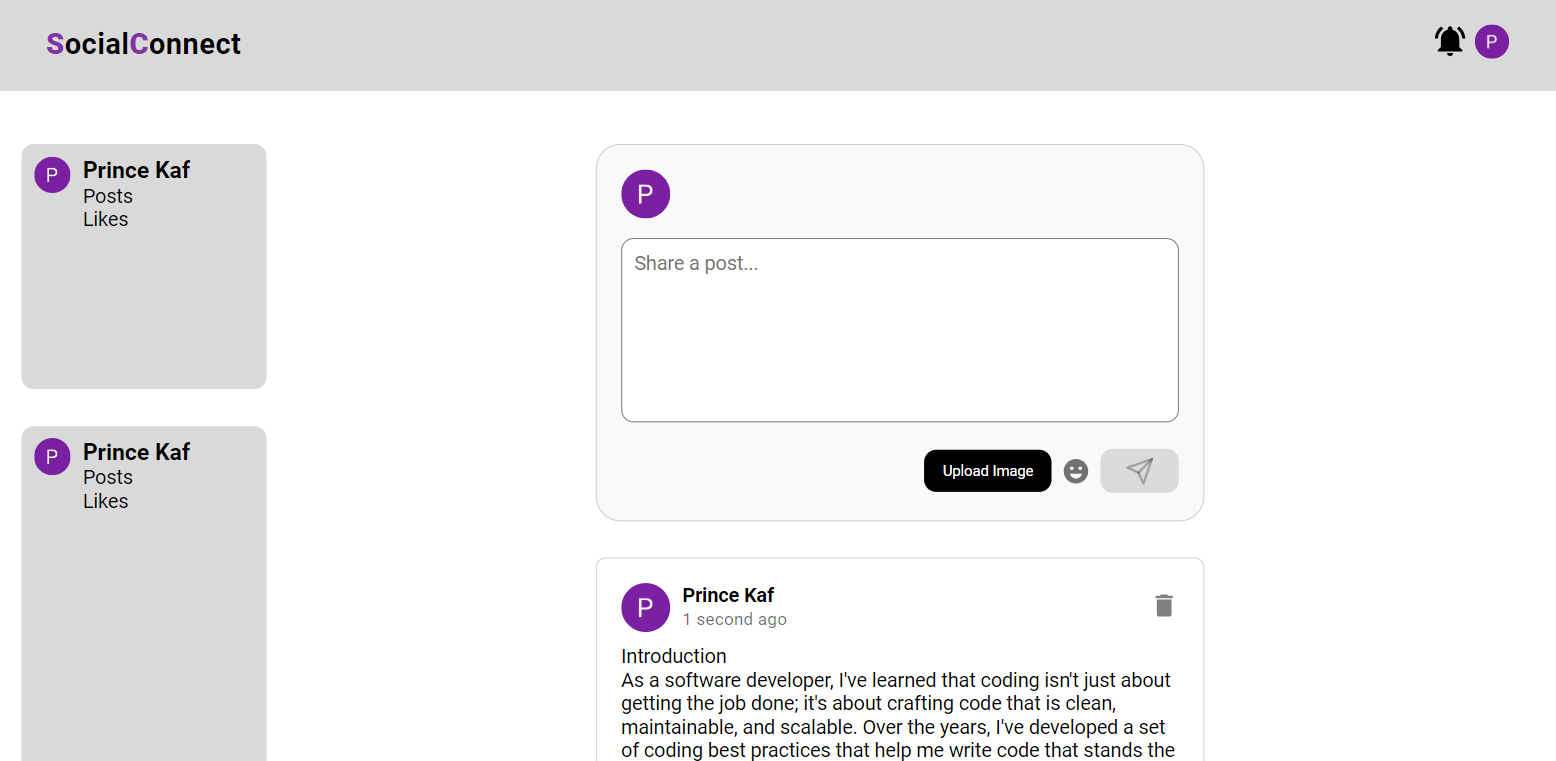 SocialConnect
P
P
Prince Kaf
Posts
Likes
P
Prince Kaf
Posts
Likes
P
Share a post...
Upload Image
P
Prince Kaf
1 second ago
Introduction
As a software developer, I've learned that coding isn't just about
getting the job done; it's about crafting code that is clean,
maintainable, and scalable. Over the years, I've developed a set
of coding best practices that help me write code that stands the